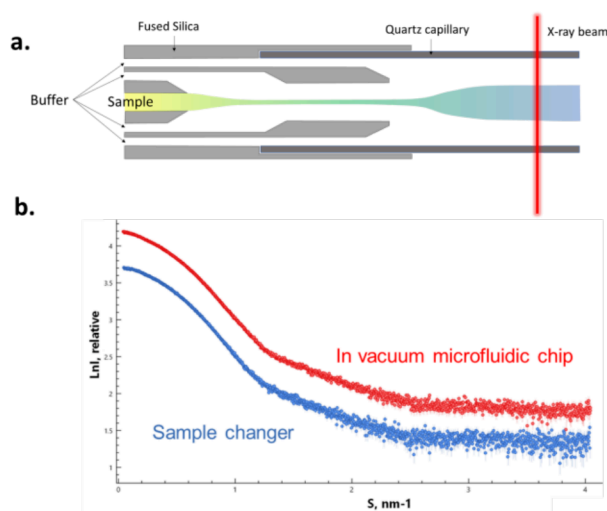 a.
Fused Silica
Quartz capillary
X-ray beam
Buffer
Sample
b.
LnI, relative
4
3.5
3
2.5
2
1.5
1
In vacuum microfluidic chip
Sample changer
0
1
2
3
4
S, nm-1